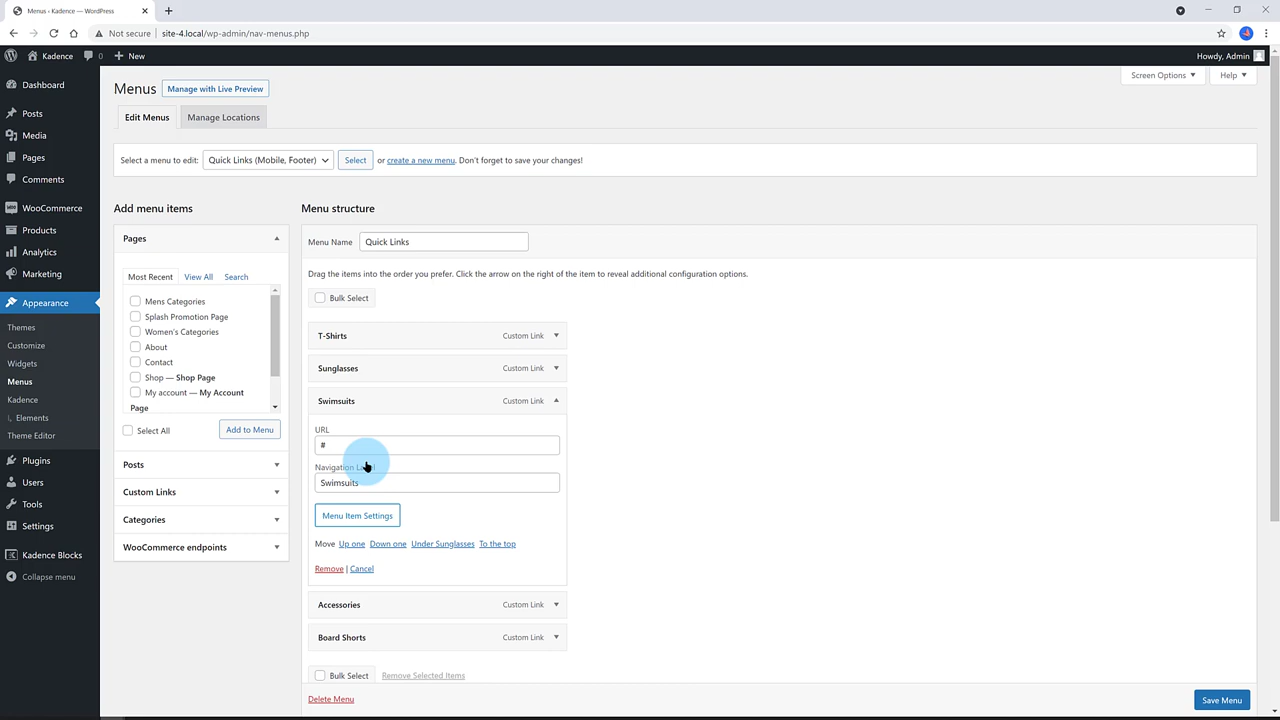 Menus ‹ Kadence — WordPress
Not secure
site-4.local/wp-admin/nav-menus.php
Kadence
0
New
Howdy, Admin
Screen Options
Help
Menus
Manage with Live Preview
Edit Menus
Manage Locations
Select a menu to edit: Quick Links (Mobile, Footer) Select or create a new menu. Don't forget to save your changes!
Dashboard
Posts
Media
Pages
Comments
WooCommerce
Products
Analytics
Marketing
Appearance
Themes
Customize
Widgets
Menus
Kadence
Elements
Theme Editor
Plugins
Users
Tools
Settings
Kadence Blocks
Collapse menu
Add menu items
Pages
Most Recent
View All
Search
Mens Categories
Splash Promotion Page
Women's Categories
About
Contact
Shop — Shop Page
My account — My Account
Page
Select All
Add to Menu
Posts
Custom Links
Categories
WooCommerce endpoints
Menu structure
Menu Name Quick Links
Drag the items into the order you prefer. Click the arrow on the right of the item to reveal additional configuration options.
Bulk Select
T-Shirts Custom Link
Sunglasses Custom Link
Swimsuits Custom Link
URL
#
Navigation Label
Swimsuits
Menu Item Settings
Move Up one Down one Under Sunglasses To the top
Remove | Cancel
Accessories Custom Link
Board Shorts Custom Link
Bulk Select Remove Selected Items
Delete Menu
Save Menu